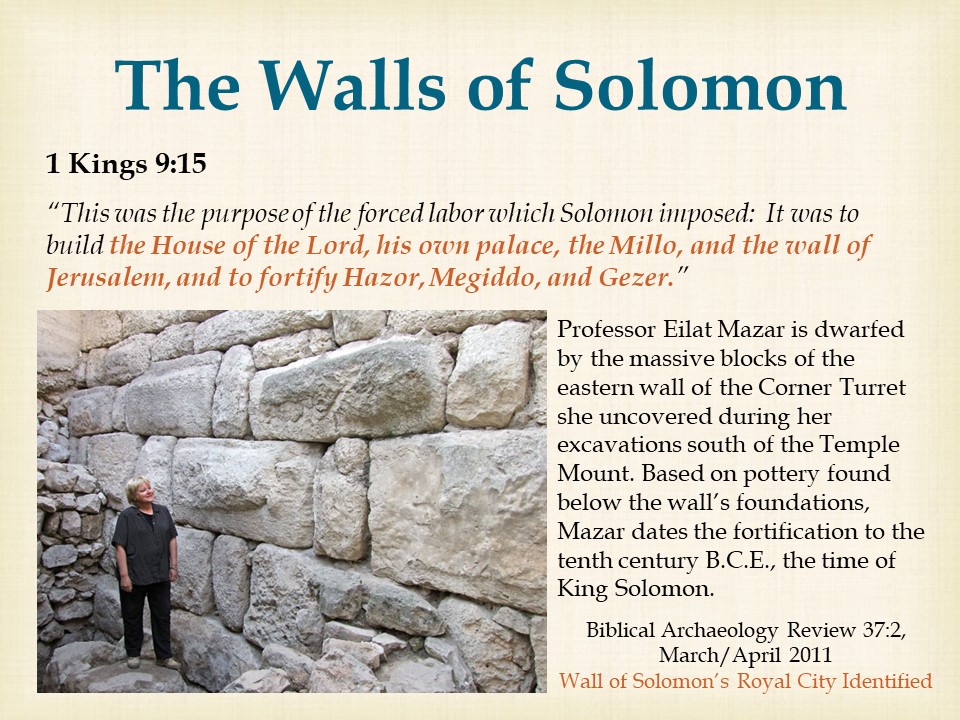 The Walls of Solomon
1 Kings 9:15
“This was the purpose of the forced labor which Solomon imposed:  It was to
build the House of the Lord, his own palace, the Millo, and the wall of
Jerusalem, and to fortify Hazor, Megiddo, and Gezer.”
Professor Eilat Mazar is dwarfed
by the massive blocks of the
eastern wall of the Corner Turret
she uncovered during her
excavations south of the Temple
Mount. Based on pottery found
below the wall’s foundations,
Mazar dates the fortification to the
tenth century B.C.E., the time of
King Solomon.
Biblical Archaeology Review 37:2,
March/April 2011
Wall of Solomon’s Royal City Identified